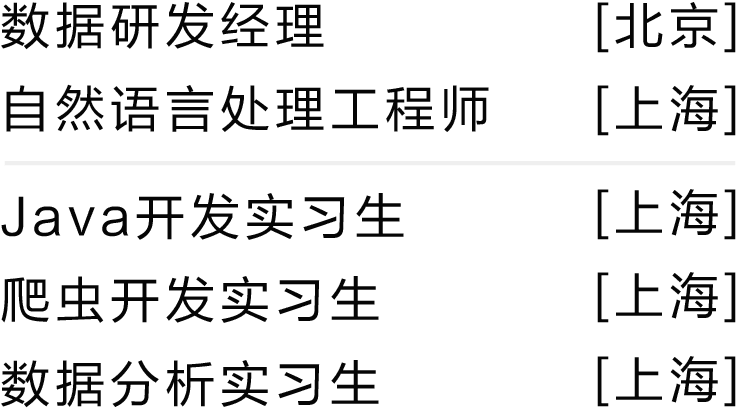 数据研发经理 [北京]
自然语言处理工程师 [上海]
Java开发实习生 [上海]
爬虫开发实习生 [上海]
数据分析实习生 [上海]